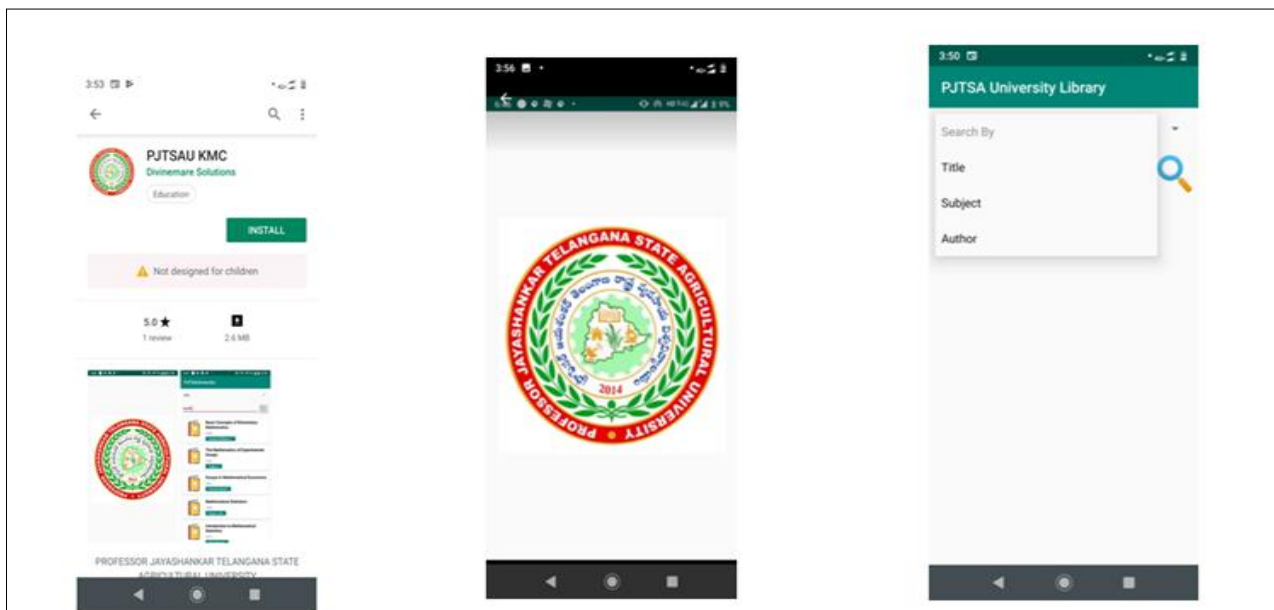 3:53
PJTSAU KMC
Divinemare Solutions
Education
INSTALL
Not designed for children
5.0 ★
1 review
2.6 MB
PROFESSOR JAYASHANKAR TELANGANA STATE
AGRICULTURAL UNIVERSITY
3:56
PROFESSOR JAYASHANKAR TELANGANA STATE AGRICULTURAL UNIVERSITY
2014
3:50
PJTSA University Library
Search By
Title
Subject
Author